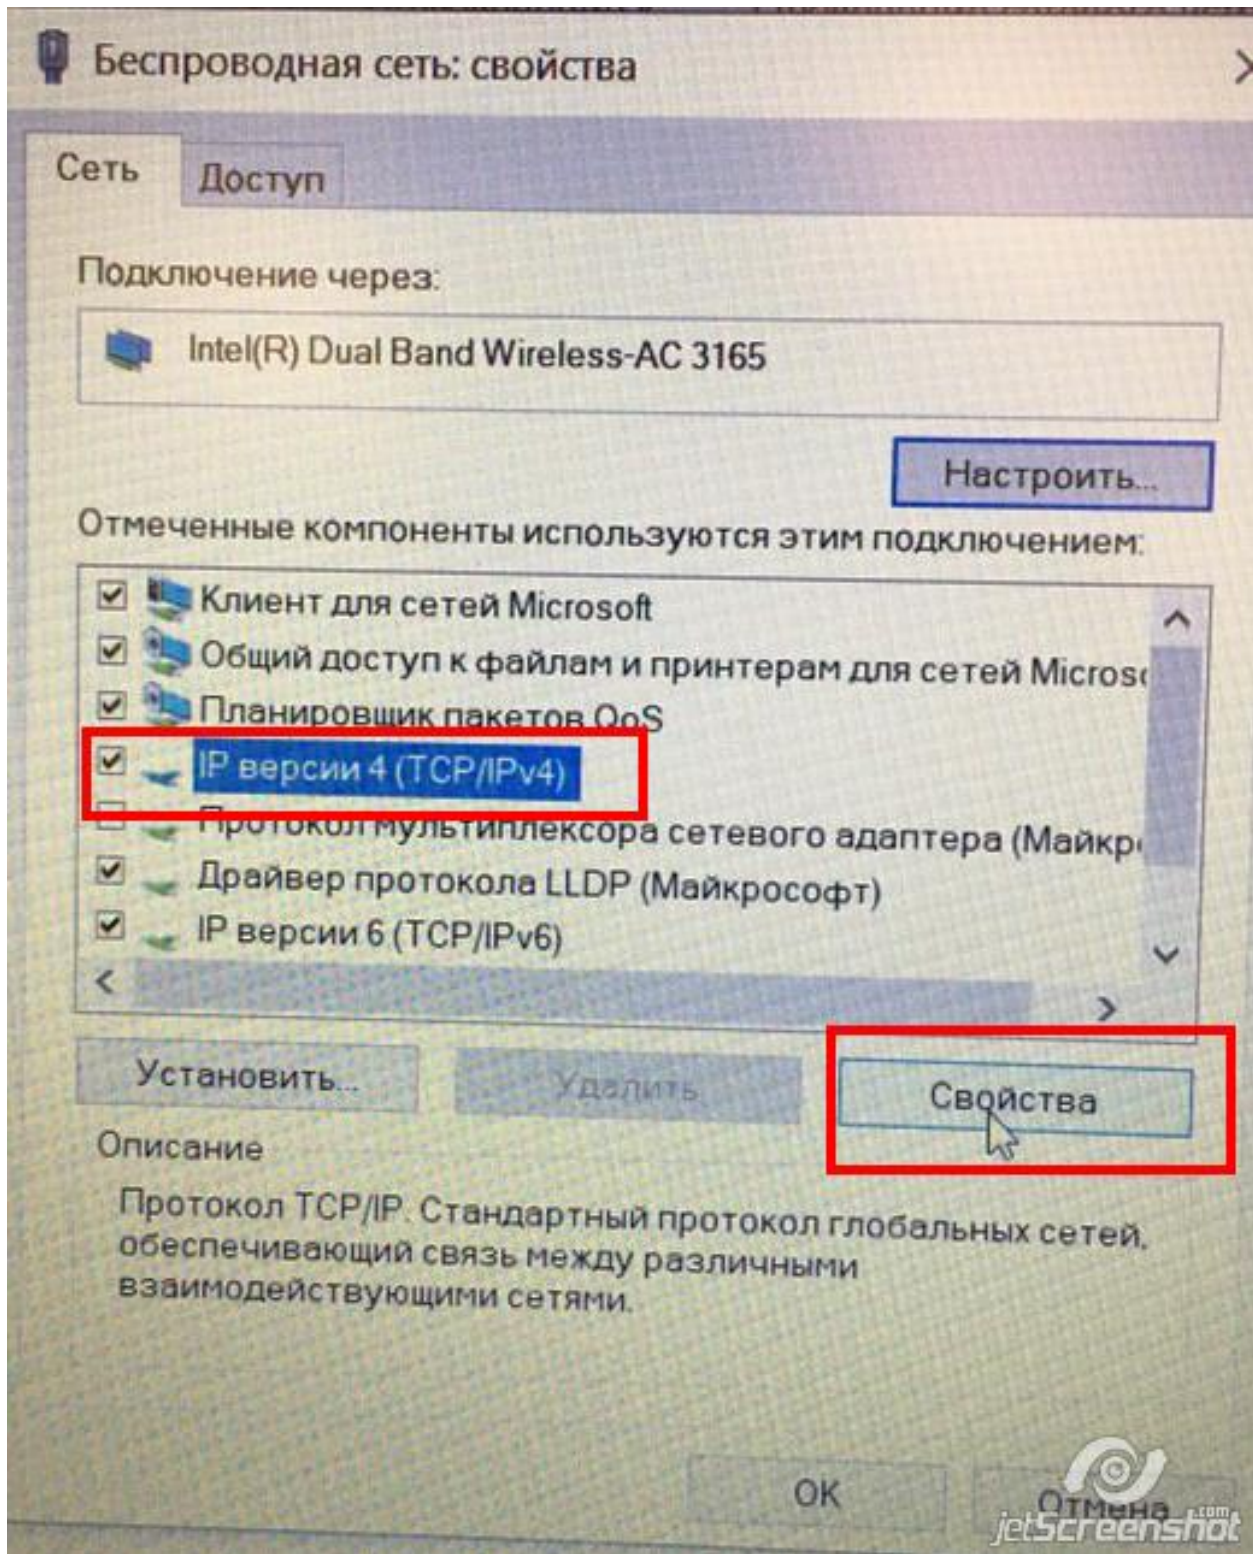 Беспроводная сеть: свойства
Сеть
Доступ
Подключение через:
Intel(R) Dual Band Wireless-AC 3165
Настроить...
Отмеченные компоненты используются этим подключением:
Клиент для сетей Microsoft
Общий доступ к файлам и принтерам для сетей Microso
Планировщик пакетов QoS
IP версии 4 (TCP/IPv4)
Протокол мультиплексора сетевого адаптера (Майкро
Драйвер протокола LLDP (Майкрософт)
IP версии 6 (TCP/IPv6)
Установить...
Удалить
Свойства
Описание
Протокол TCP/IP. Стандартный протокол глобальных сетей,
обеспечивающий связь между различными
взаимодействующими сетями.
OK
Отмена
jetScreenshot.com